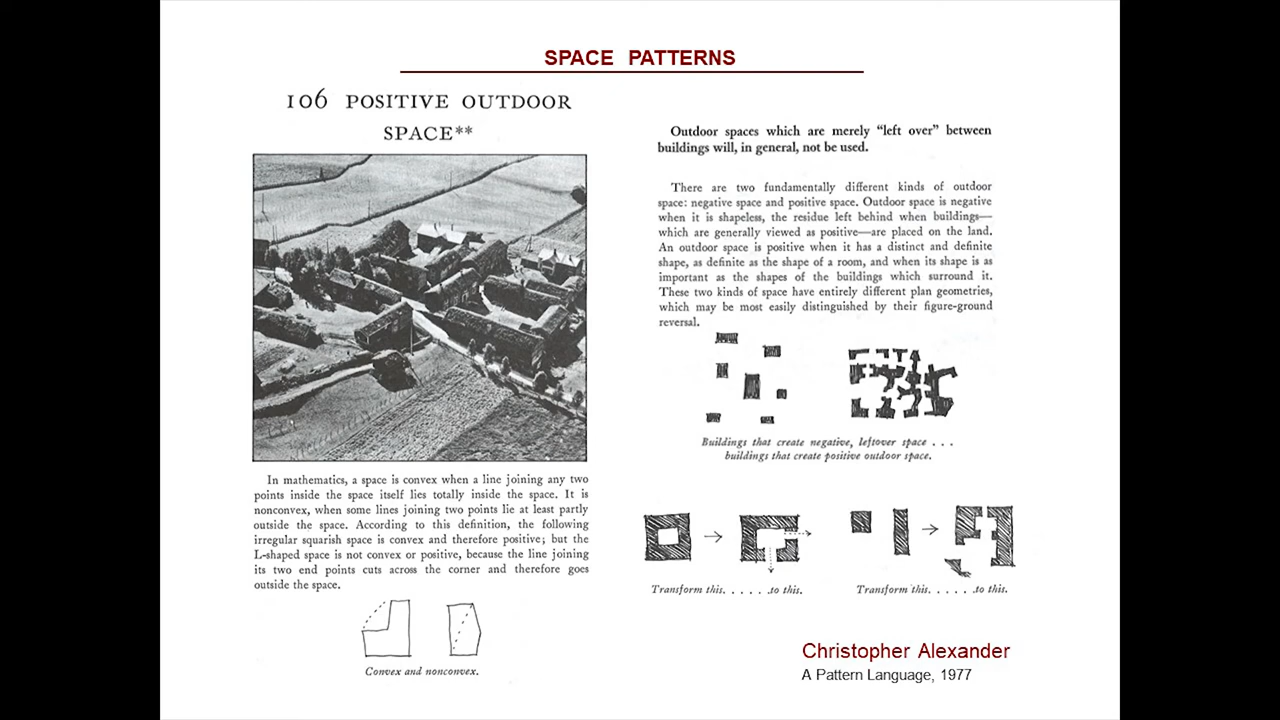 SPACE PATTERNS
106 POSITIVE OUTDOOR
SPACE**
In mathematics, a space is convex when a line joining any two
points inside the space itself lies totally inside the space. It is
nonconvex, when some lines joining two points lie at least partly
outside the space. According to this definition, the following
irregular squarish space is convex and therefore positive; but the
L-shaped space is not convex or positive, because the line joining
its two end points cuts across the corner and therefore goes
outside the space.
Convex and nonconvex.
Outdoor spaces which are merely “left over” between
buildings will, in general, not be used.
There are two fundamentally different kinds of outdoor
space: negative space and positive space. Outdoor space is negative
when it is shapeless, the residue left behind when buildings—
which are generally viewed as positive—are placed on the land.
An outdoor space is positive when it has a distinct and definite
shape, as definite as the shape of a room, and when its shape is as
important as the shapes of the buildings which surround it.
These two kinds of space have entirely different plan geometries,
which may be most easily distinguished by their figure-ground
reversal.
Buildings that create negative, leftover space . . .
buildings that create positive outdoor space.
Transform this. . . . . .to this.
Transform this. . . . . .to this.
Christopher Alexander
A Pattern Language, 1977